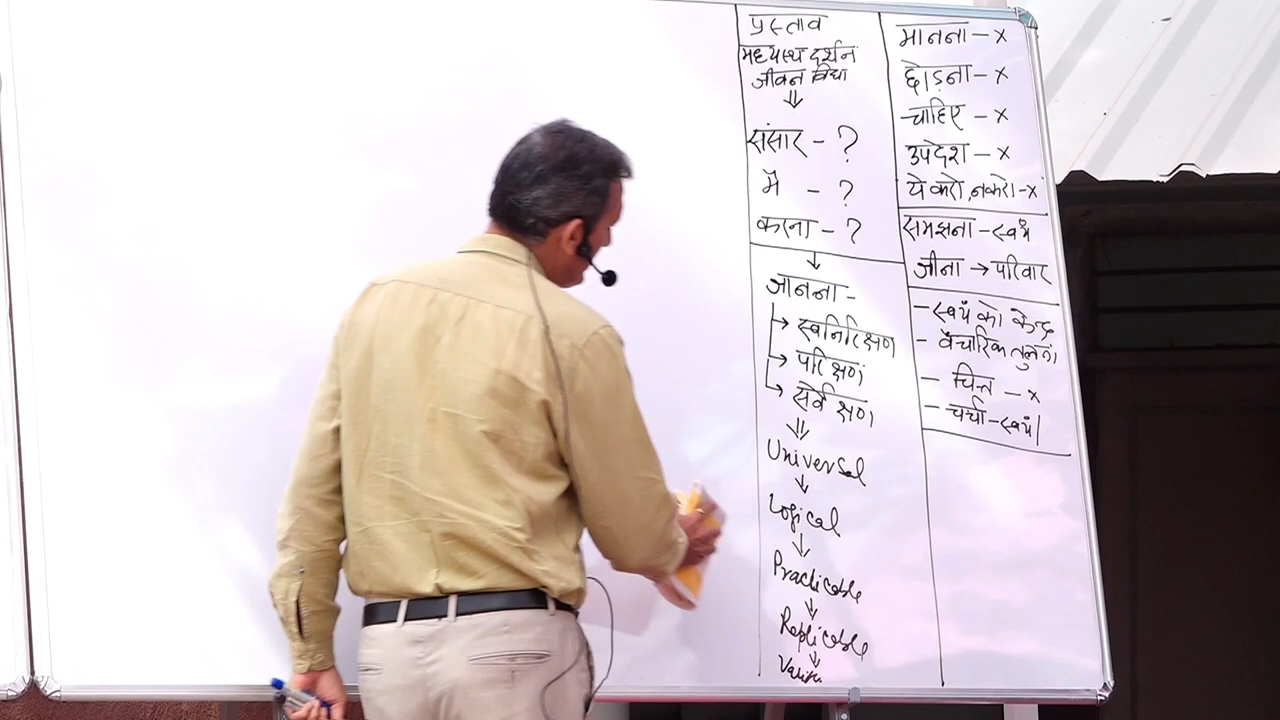 प्रस्ताव
मध्यस्थ दर्शन
जीवन विद्या
⇓
संसार - ?
मैं - ?
करना - ?
↓
जानना -
→ स्वनिरिक्षण
→ परिक्षण
→ सर्वेक्षण
⇓
Universal
↓
Logical
↓
Practicable
↓
Replicable
↓
मानना - x
छोड़ना - x
चाहिए - x
उपदेश - x
ये करो, न करो - x
समझना - स्वयं
जीना → परिवार
- स्वयं को केन्द्र
- वैचारिक तुलना
- चित्त - x
- चर्चा - स्वयं